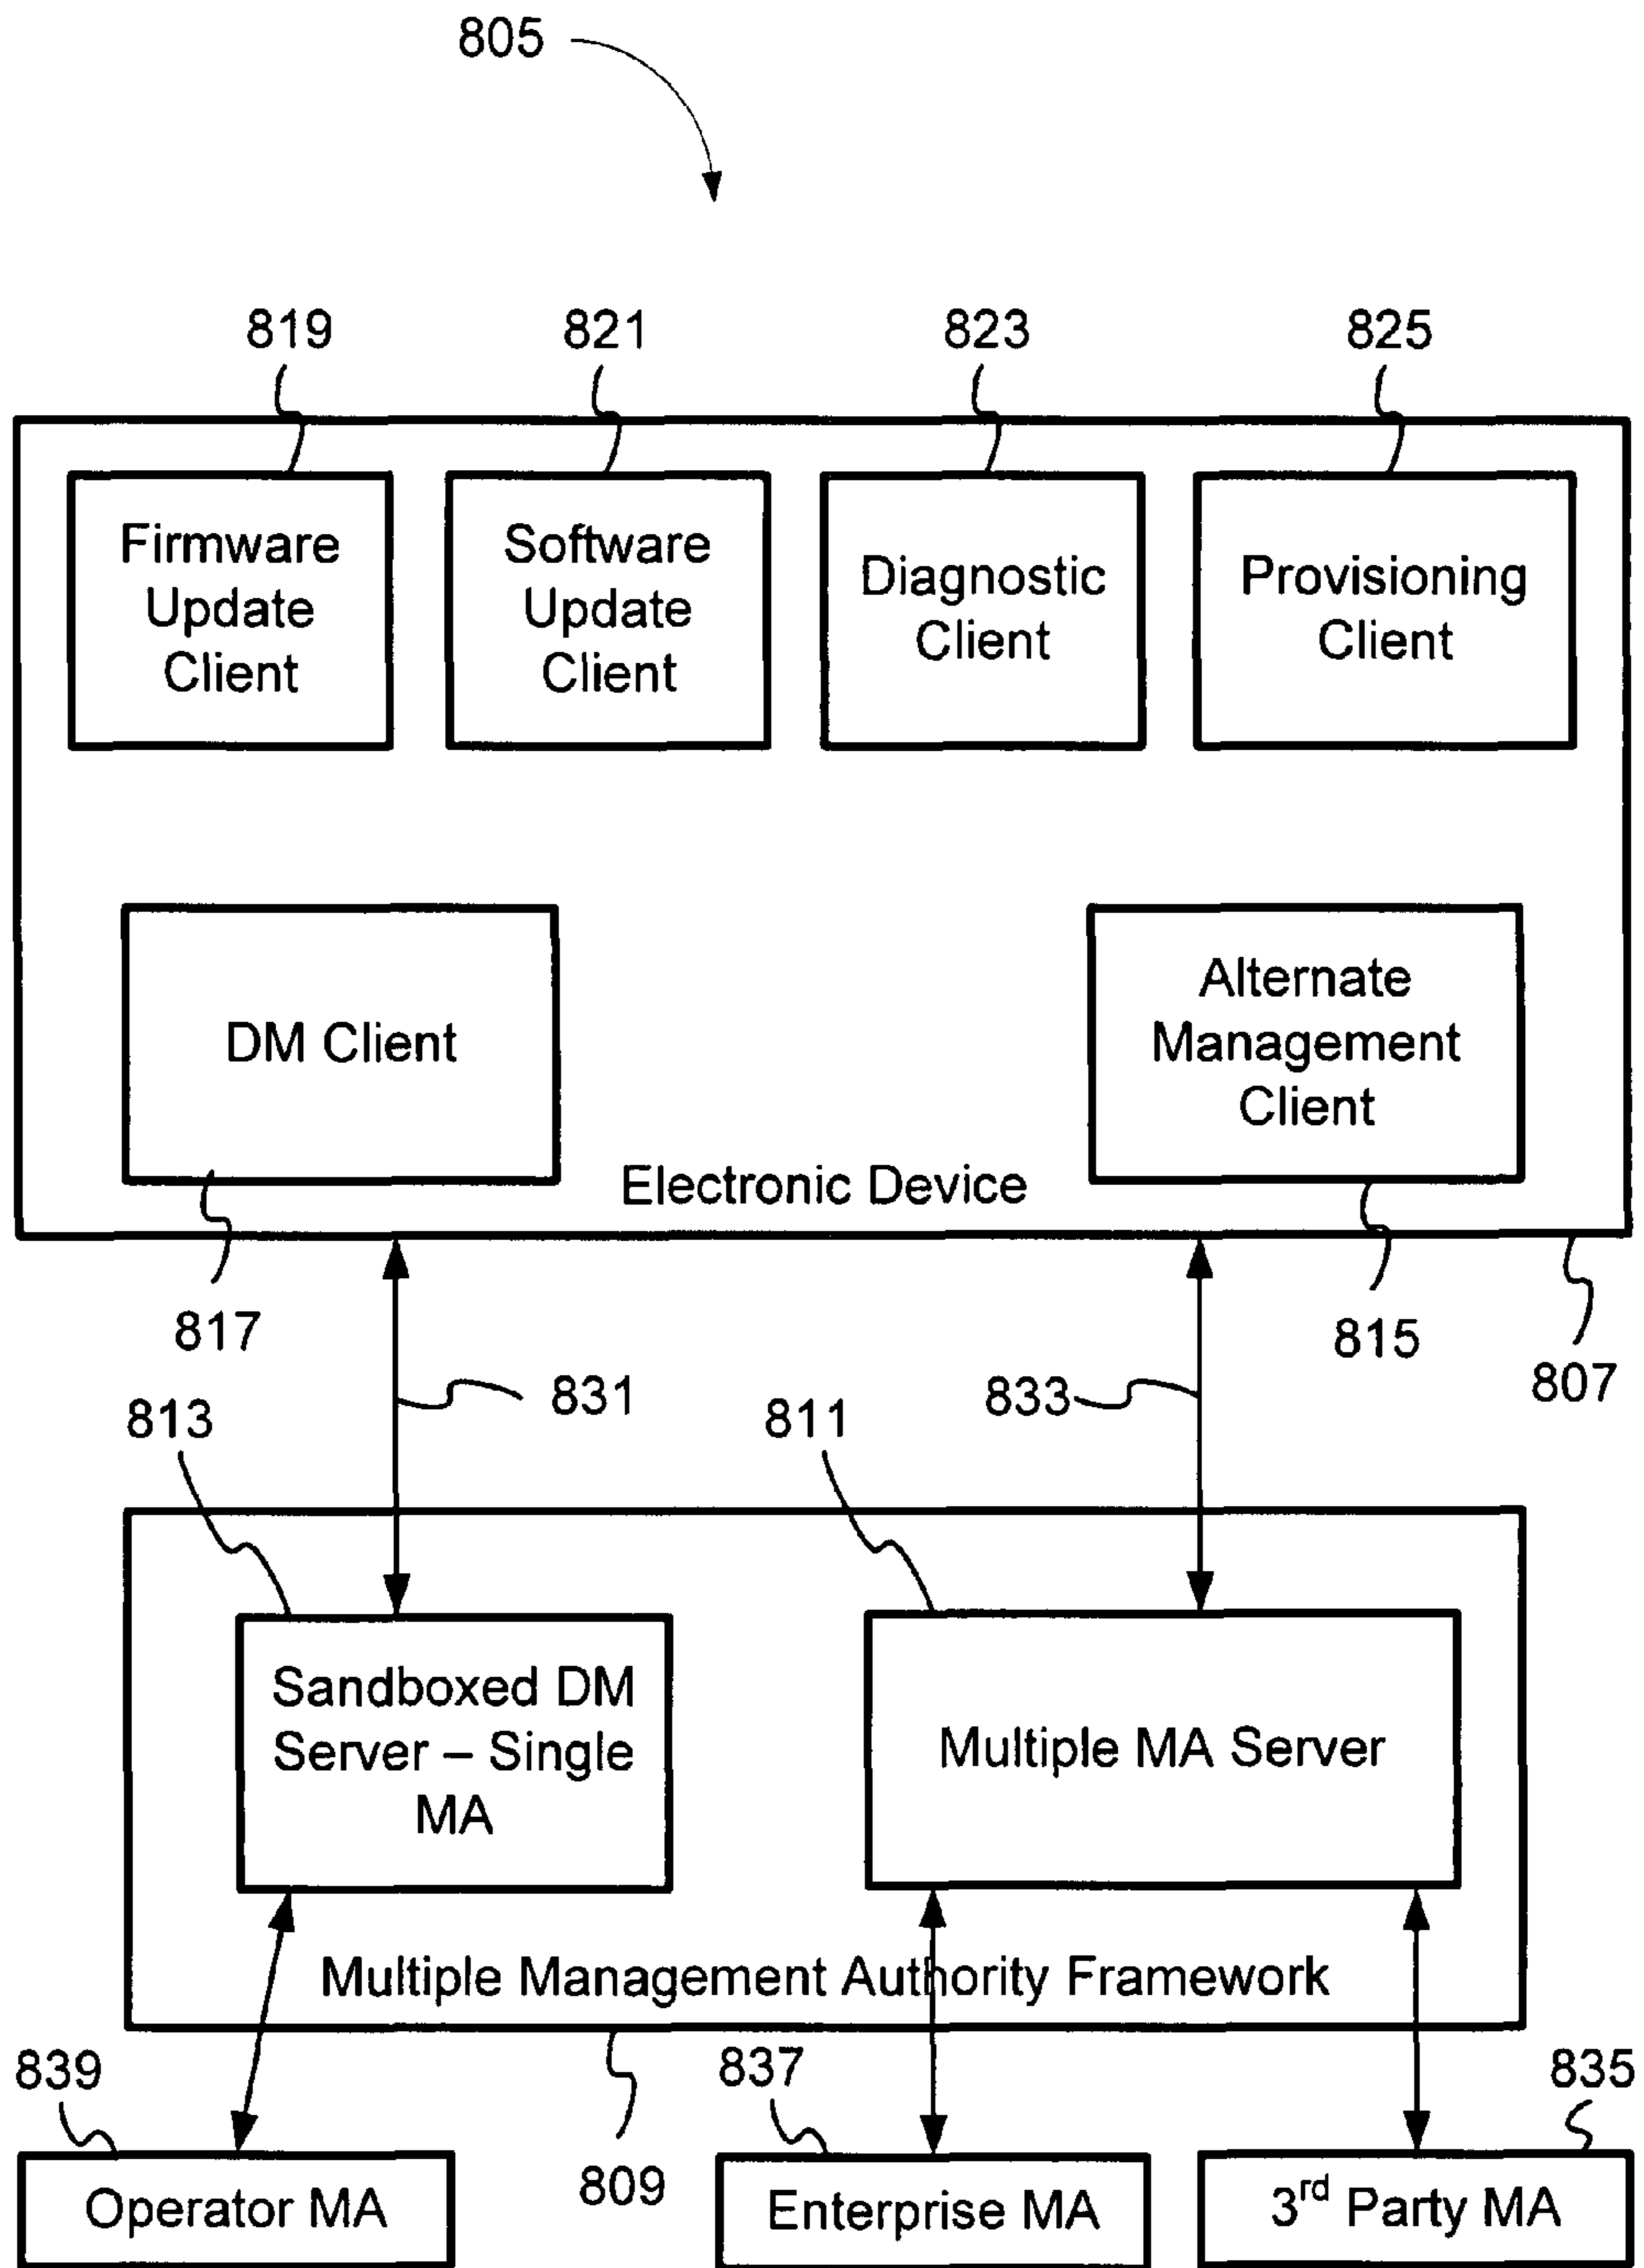 805
819
821
823
825
Firmware
Update
Client
Software
Update
Client
Diagnostic
Client
Provisioning
Client
DM Client
Alternate
Management
Client
Electronic Device
817
815
807
831
833
813
811
Sandboxed DM
Server – Single
MA
Multiple MA Server
Multiple Management Authority Framework
839
837
835
809
Operator MA
Enterprise MA
3rd Party MA